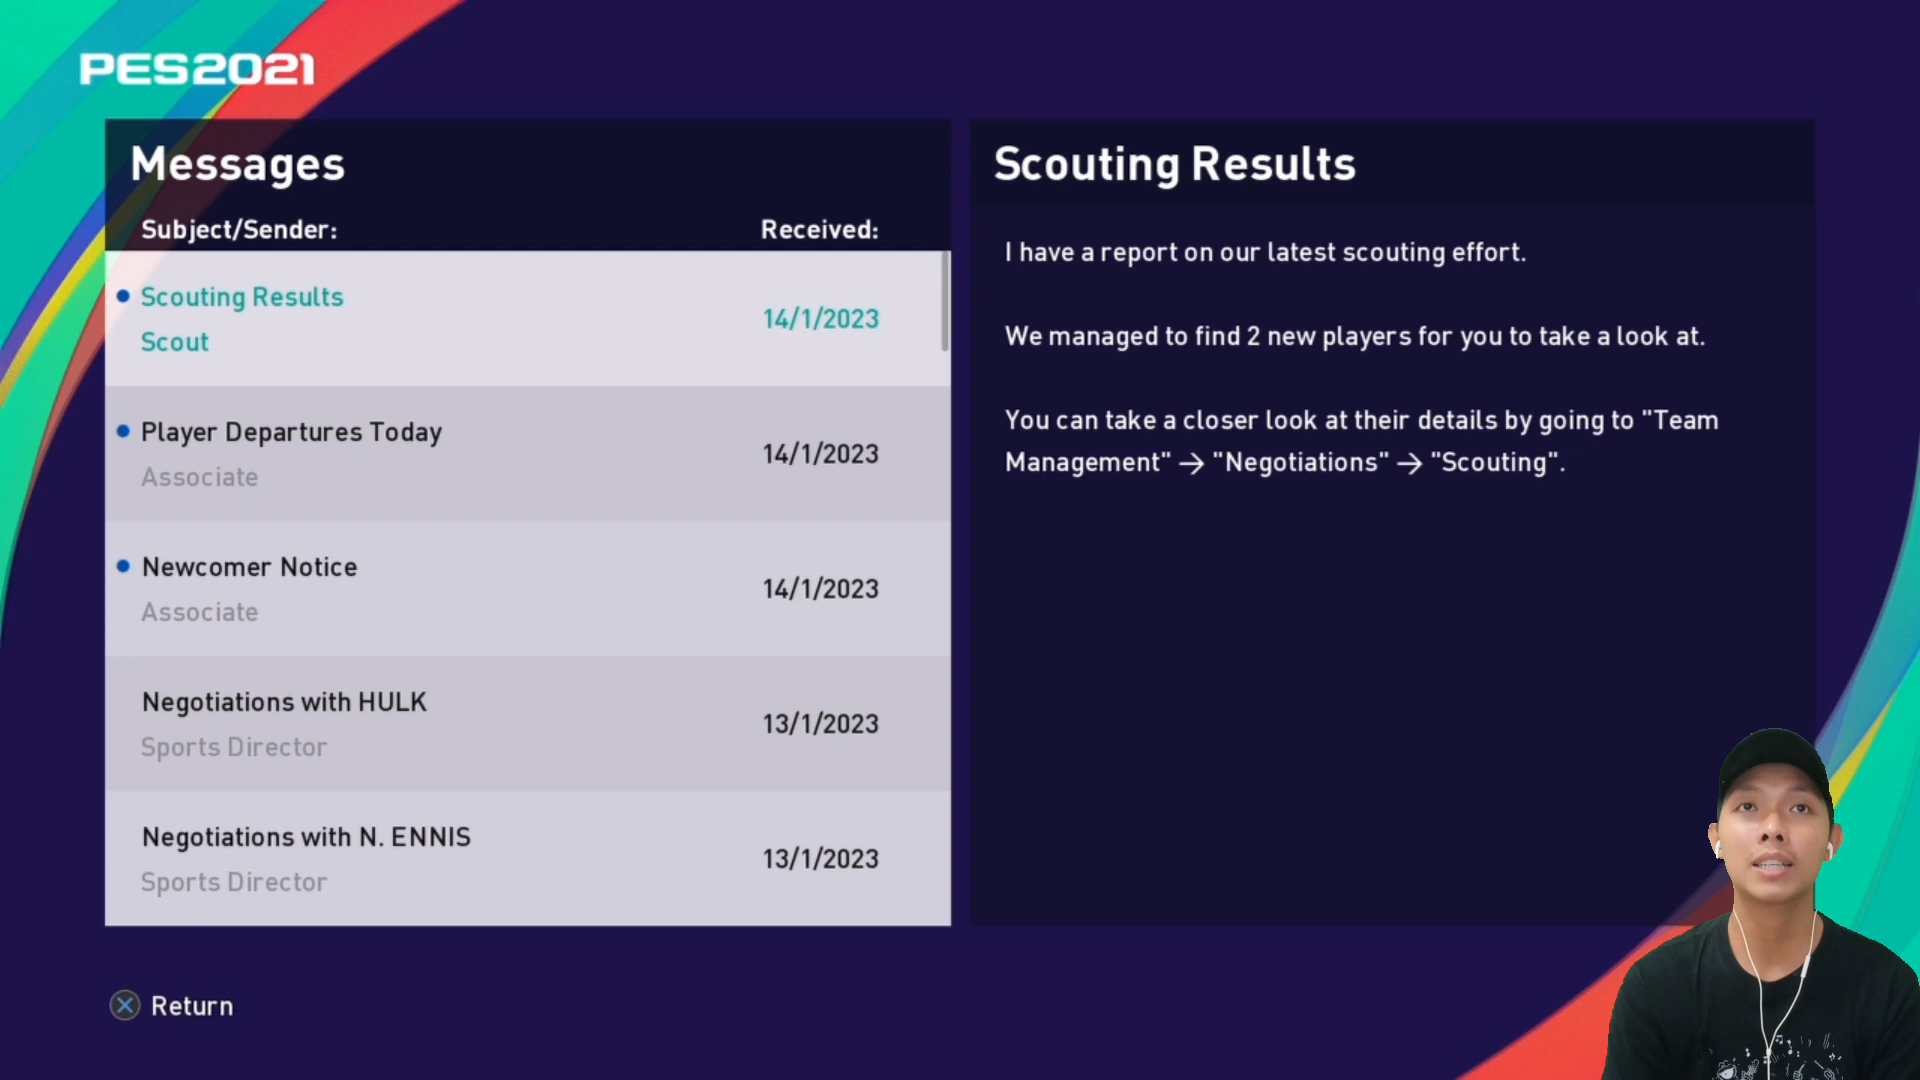 PES2021
Messages
Subject/Sender:
Received:
Scouting Results
Scout
14/1/2023
Player Departures Today
Associate
14/1/2023
Newcomer Notice
Associate
14/1/2023
Negotiations with HULK
Sports Director
13/1/2023
Negotiations with N. ENNIS
Sports Director
13/1/2023
Scouting Results
I have a report on our latest scouting effort.
We managed to find 2 new players for you to take a look at.
You can take a closer look at their details by going to "Team
Management" → "Negotiations" → "Scouting".
Return